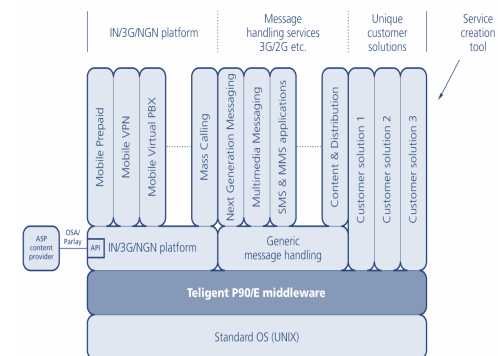 IN/3G/NGN platform
Message
handling services
3G/2G etc.
Unique
customer
solutions
Service
creation
tool
Mobile Prepaid
Mobile VPN
Mobile Virtual PBX
Mass Calling
Next Generation Messaging
Multimedia Messaging
SMS & MMS applications
Content & Distribution
Customer solution 1
Customer solution 2
Customer solution 3
ASP
content
provider
OSA/
Parlay
API
IN/3G/NGN platform
Generic
message handling
Teligent P90/E middleware
Standard OS (UNIX)